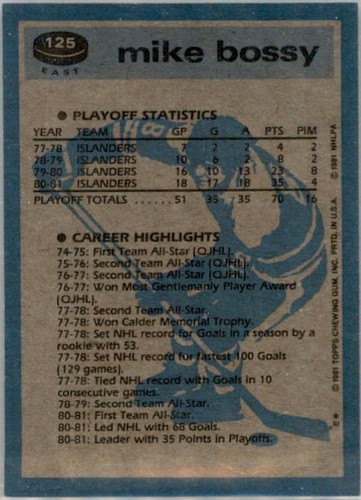 125
EAST
mike bossy
● PLAYOFF STATISTICS
YEAR TEAM GP G A PTS PIM
77-78 ISLANDERS 7 2 2 4 2
78-79 ISLANDERS 10 6 2 8 2
79-80 ISLANDERS 16 10 13 23 8
80-81 ISLANDERS 18 17 18 35 4
PLAYOFF TOTALS ...... 51 35 35 70 16
● CAREER HIGHLIGHTS
74-75: First Team All-Star (QJHL).
75-76: Second Team All-Star (QJHL).
76-77: Second Team All-Star (QJHL).
76-77: Won Most Gentlemanly Player Award
(QJHL).
77-78: Second Team All-Star.
77-78: Won Calder Memorial Trophy.
77-78: Set NHL record for Goals in a season by a
rookie with 53.
77-78: Set NHL record for fastest 100 Goals
(129 games).
77-78: Tied NHL record with Goals in 10
consecutive games.
78-79: Second Team All-Star.
80-81: First Team All-Star.
80-81: Led NHL with 68 Goals.
80-81: Leader with 35 Points in Playoffs.
© 1981 NHLPA
© 1981 TOPPS CHEWING GUM, INC. PRTD. IN U.S.A.